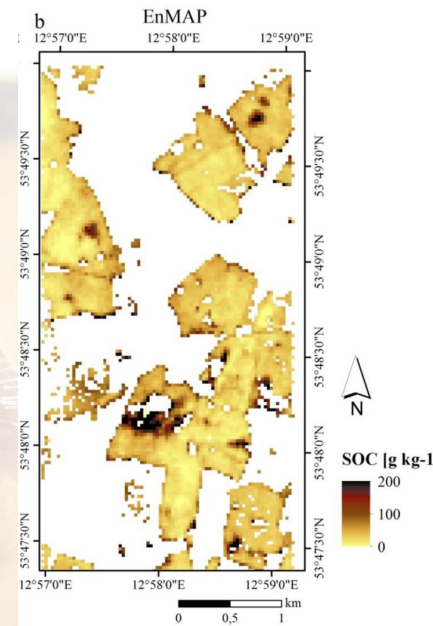 EnMAP
b
12°57'0"E 12°58'0"E 12°59'0"E
53°49'30"N 53°49'30"N
53°49'0"N 53°49'0"N
53°48'30"N 53°48'30"N
53°48'0"N 53°48'0"N
53°47'30"N 53°47'30"N
12°57'0"E 12°58'0"E 12°59'0"E
N
SOC [g kg-1
200
100
0
km
0 0,5 1